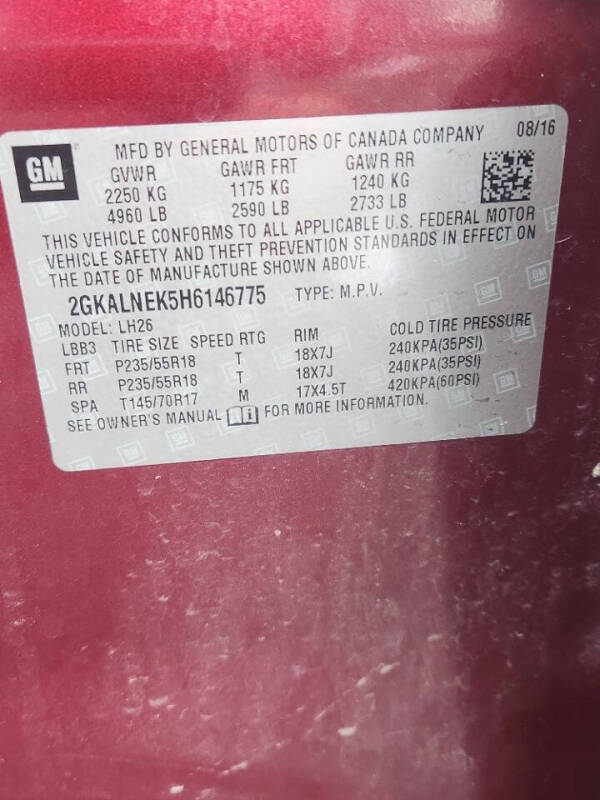 GM
MFD BY GENERAL MOTORS OF CANADA COMPANY 08/16
GVWR GAWR FRT GAWR RR
2250 KG 1175 KG 1240 KG
4960 LB 2590 LB 2733 LB
THIS VEHICLE CONFORMS TO ALL APPLICABLE U.S. FEDERAL MOTOR
VEHICLE SAFETY AND THEFT PREVENTION STANDARDS IN EFFECT ON
THE DATE OF MANUFACTURE SHOWN ABOVE.
2GKALNEK5H6146775 TYPE: M.P.V.
MODEL: LH26
LBB3 TIRE SIZE SPEED RTG RIM COLD TIRE PRESSURE
FRT P235/55R18 T 18X7J 240KPA(35PSI)
RR P235/55R18 T 18X7J 240KPA(35PSI)
SPA T145/70R17 M 17X4.5T 420KPA(60PSI)
SEE OWNER'S MANUAL FOR MORE INFORMATION.